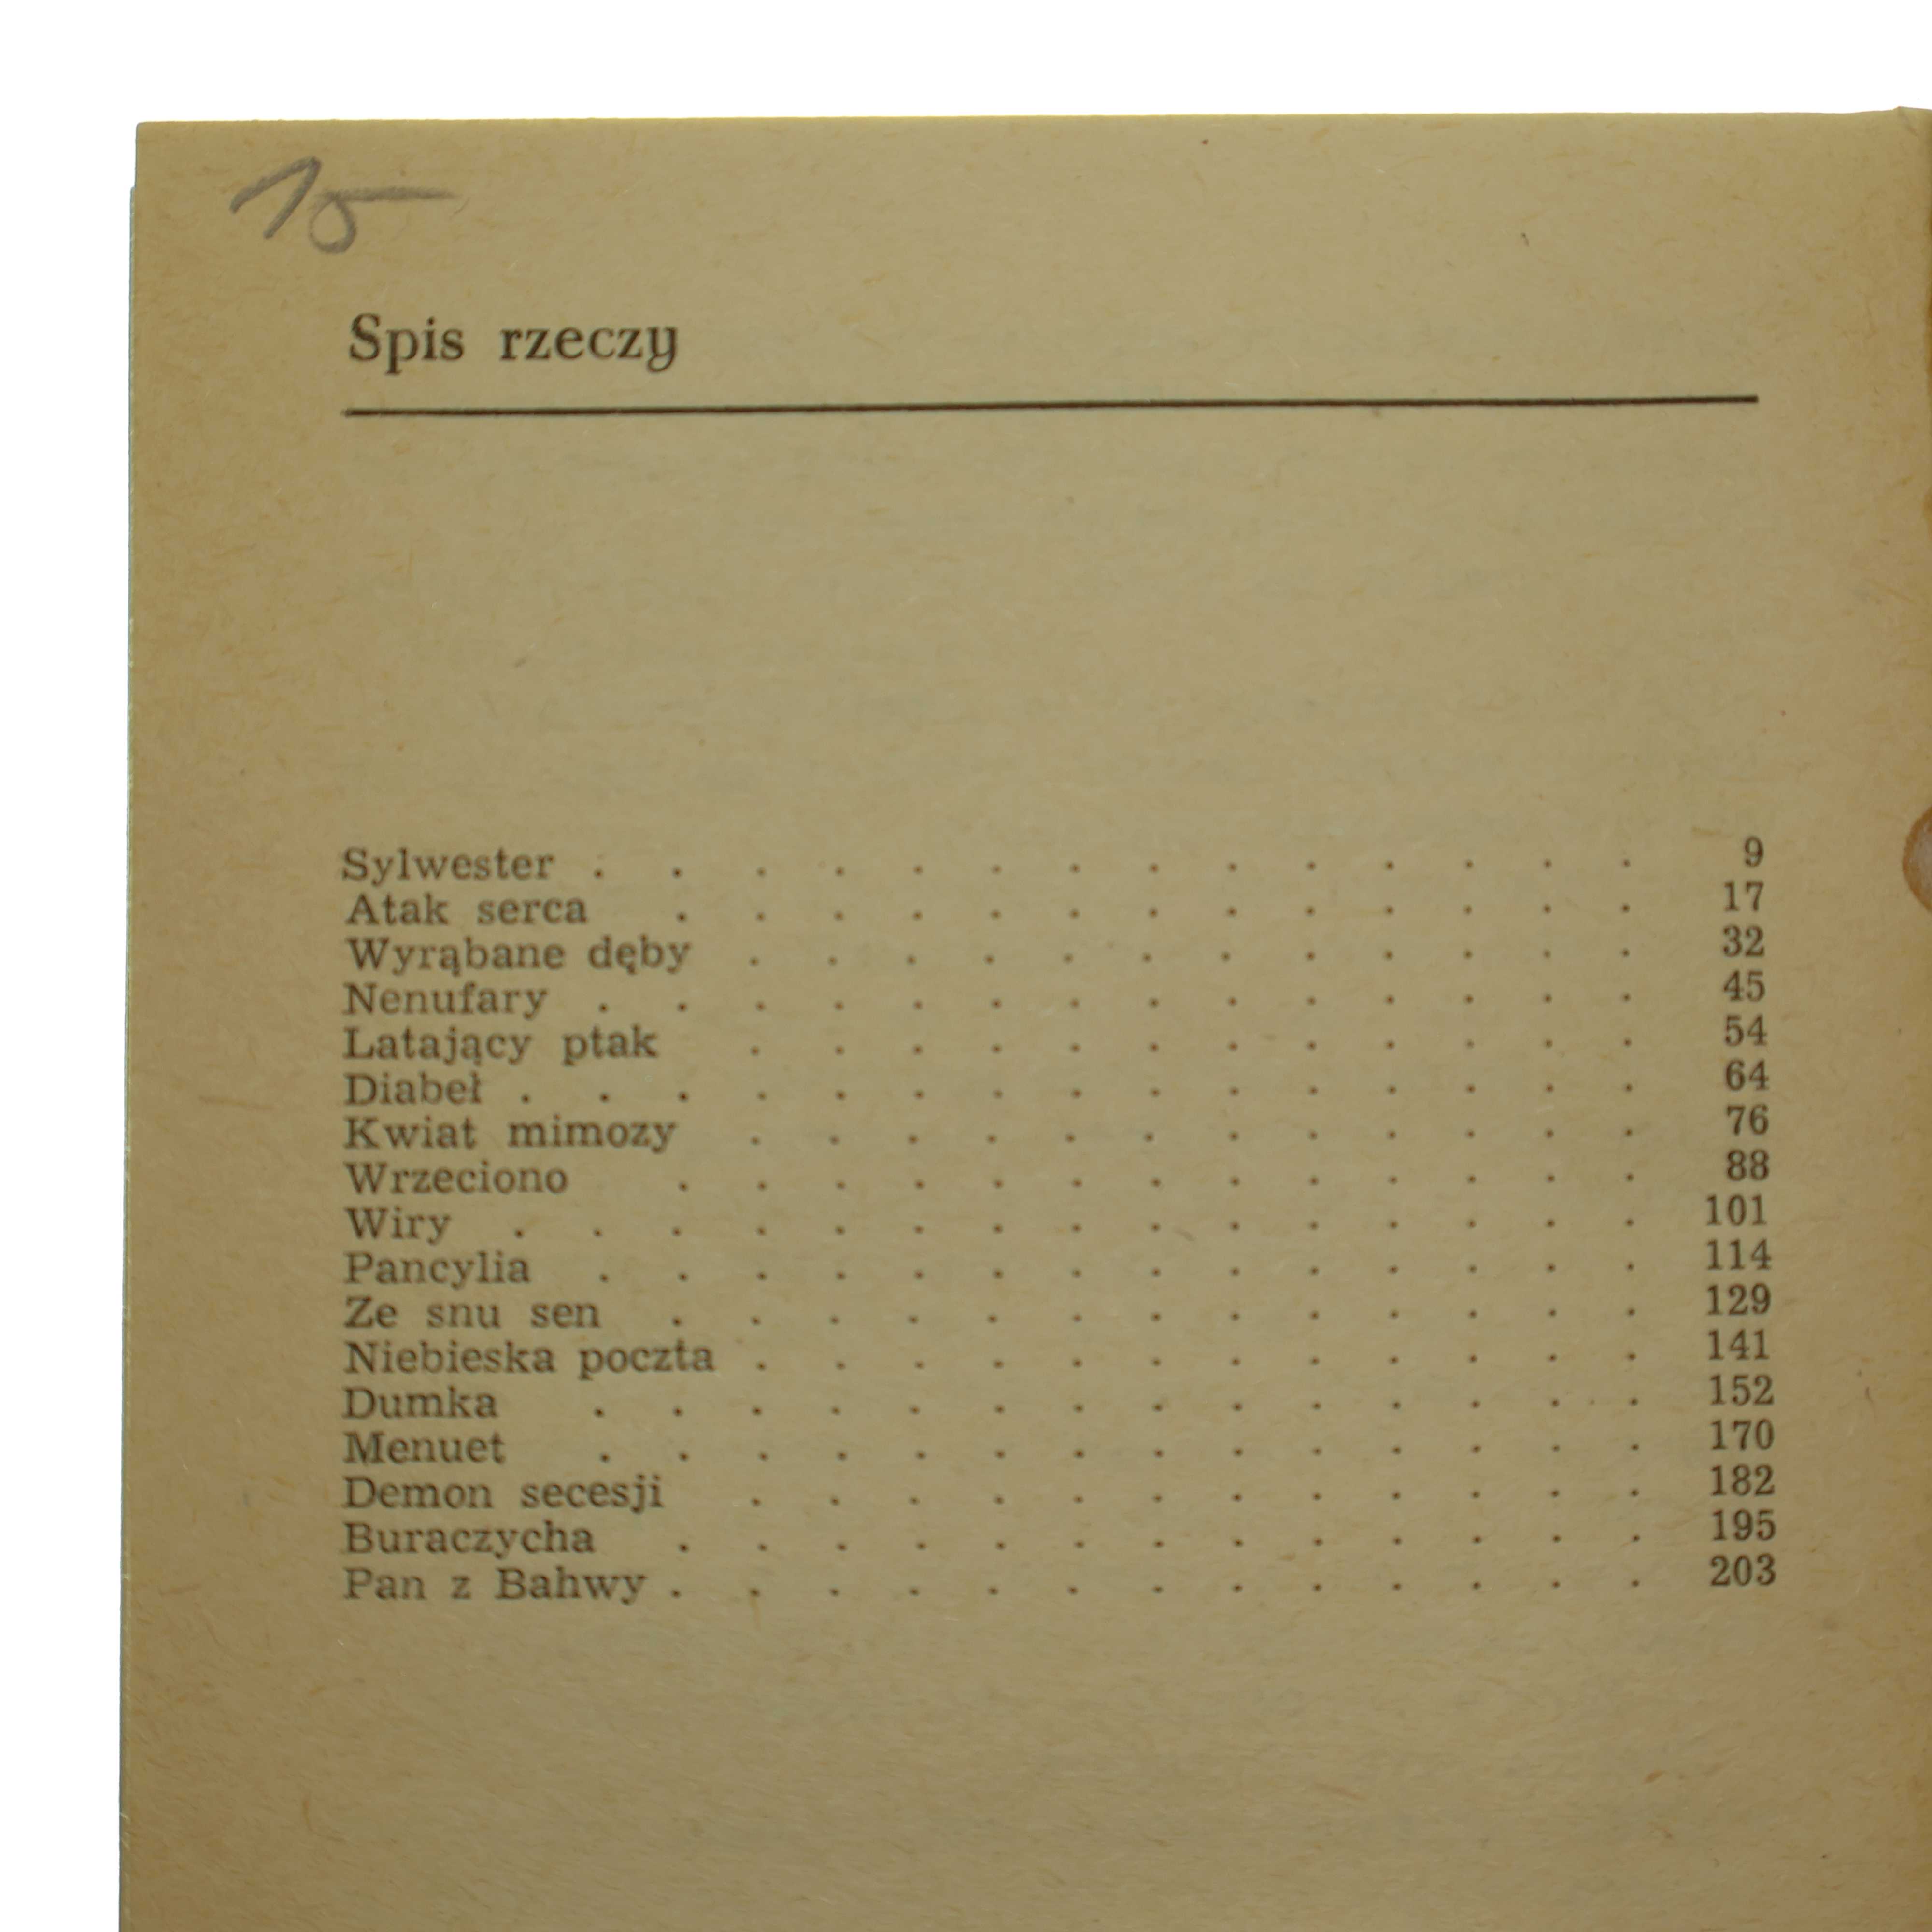 15
Spis rzeczy
Sylwester . . . . . . . . . . . . . . 9
Atak serca . . . . . . . . . . . . . 17
Wyrąbane dęby . . . . . . . . . . . . 32
Nenufary . . . . . . . . . . . . . . 45
Latający ptak . . . . . . . . . . . . 54
Diabeł . . . . . . . . . . . . . . . 64
Kwiat mimozy . . . . . . . . . . . . 76
Wrzeciono . . . . . . . . . . . . . 88
Wiry . . . . . . . . . . . . . . . 101
Pancylia . . . . . . . . . . . . . . 114
Ze snu sen . . . . . . . . . . . . . 129
Niebieska poczta . . . . . . . . . . . . 141
Dumka . . . . . . . . . . . . . . 152
Menuet . . . . . . . . . . . . . . 170
Demon secesji . . . . . . . . . . . . 182
Buraczycha . . . . . . . . . . . . . 195
Pan z Bahwy . . . . . . . . . . . . . 203